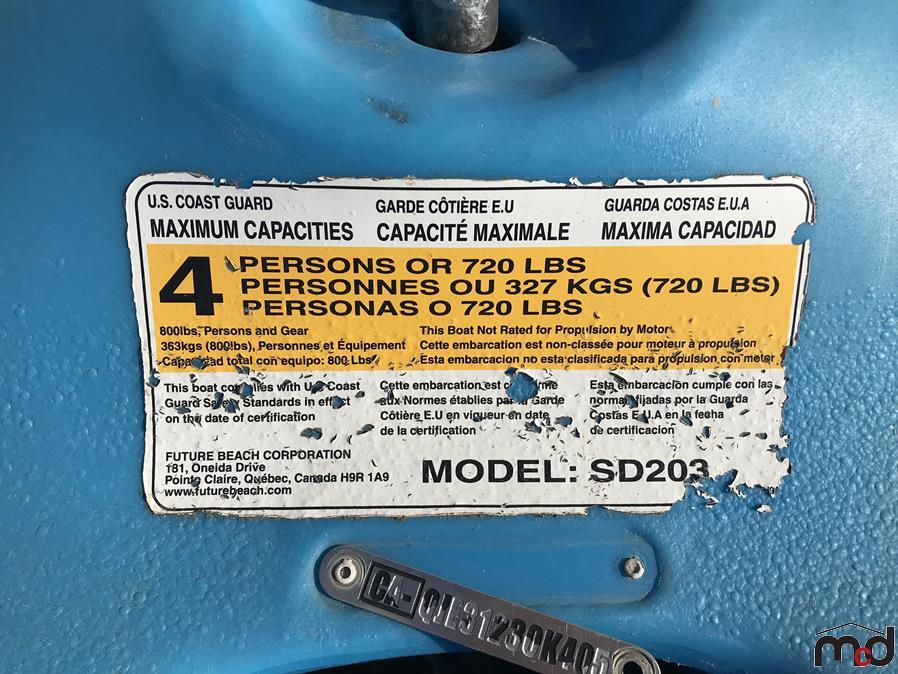 U.S. COAST GUARD GARDE CÔTIÈRE E.U GUARDA COSTAS E.U.A
MAXIMUM CAPACITIES CAPACITÉ MAXIMALE MAXIMA CAPACIDAD
4 PERSONS OR 720 LBS
PERSONNES OU 327 KGS (720 LBS)
PERSONAS O 720 LBS
800lbs, Persons and Gear
363kgs (800lbs), Personnes et Équipement
Capacidad total con equipo: 800 Lbs
This Boat Not Rated for Propulsion by Motor
Cette embarcation est non-classée pour moteur à propulsion
Esta embarcacion no esta clasificada para propulsion con motor
This boat complies with U.S. Coast
Guard Safety Standards in effect
on the date of certification
Cette embarcation est conforme
aux Normes établies par la Garde
Côtière E.U en vigueur en date
de la certification
Esta embarcacion cumple con las
normas fijadas por la Guarda
Costas E.U.A en la fecha
de certificacion
FUTURE BEACH CORPORATION
181, Oneida Drive
Pointe Claire, Québec, Canada H9R 1A9
www.futurebeach.com
MODEL: SD203
CA-QLE31230K405
mcd